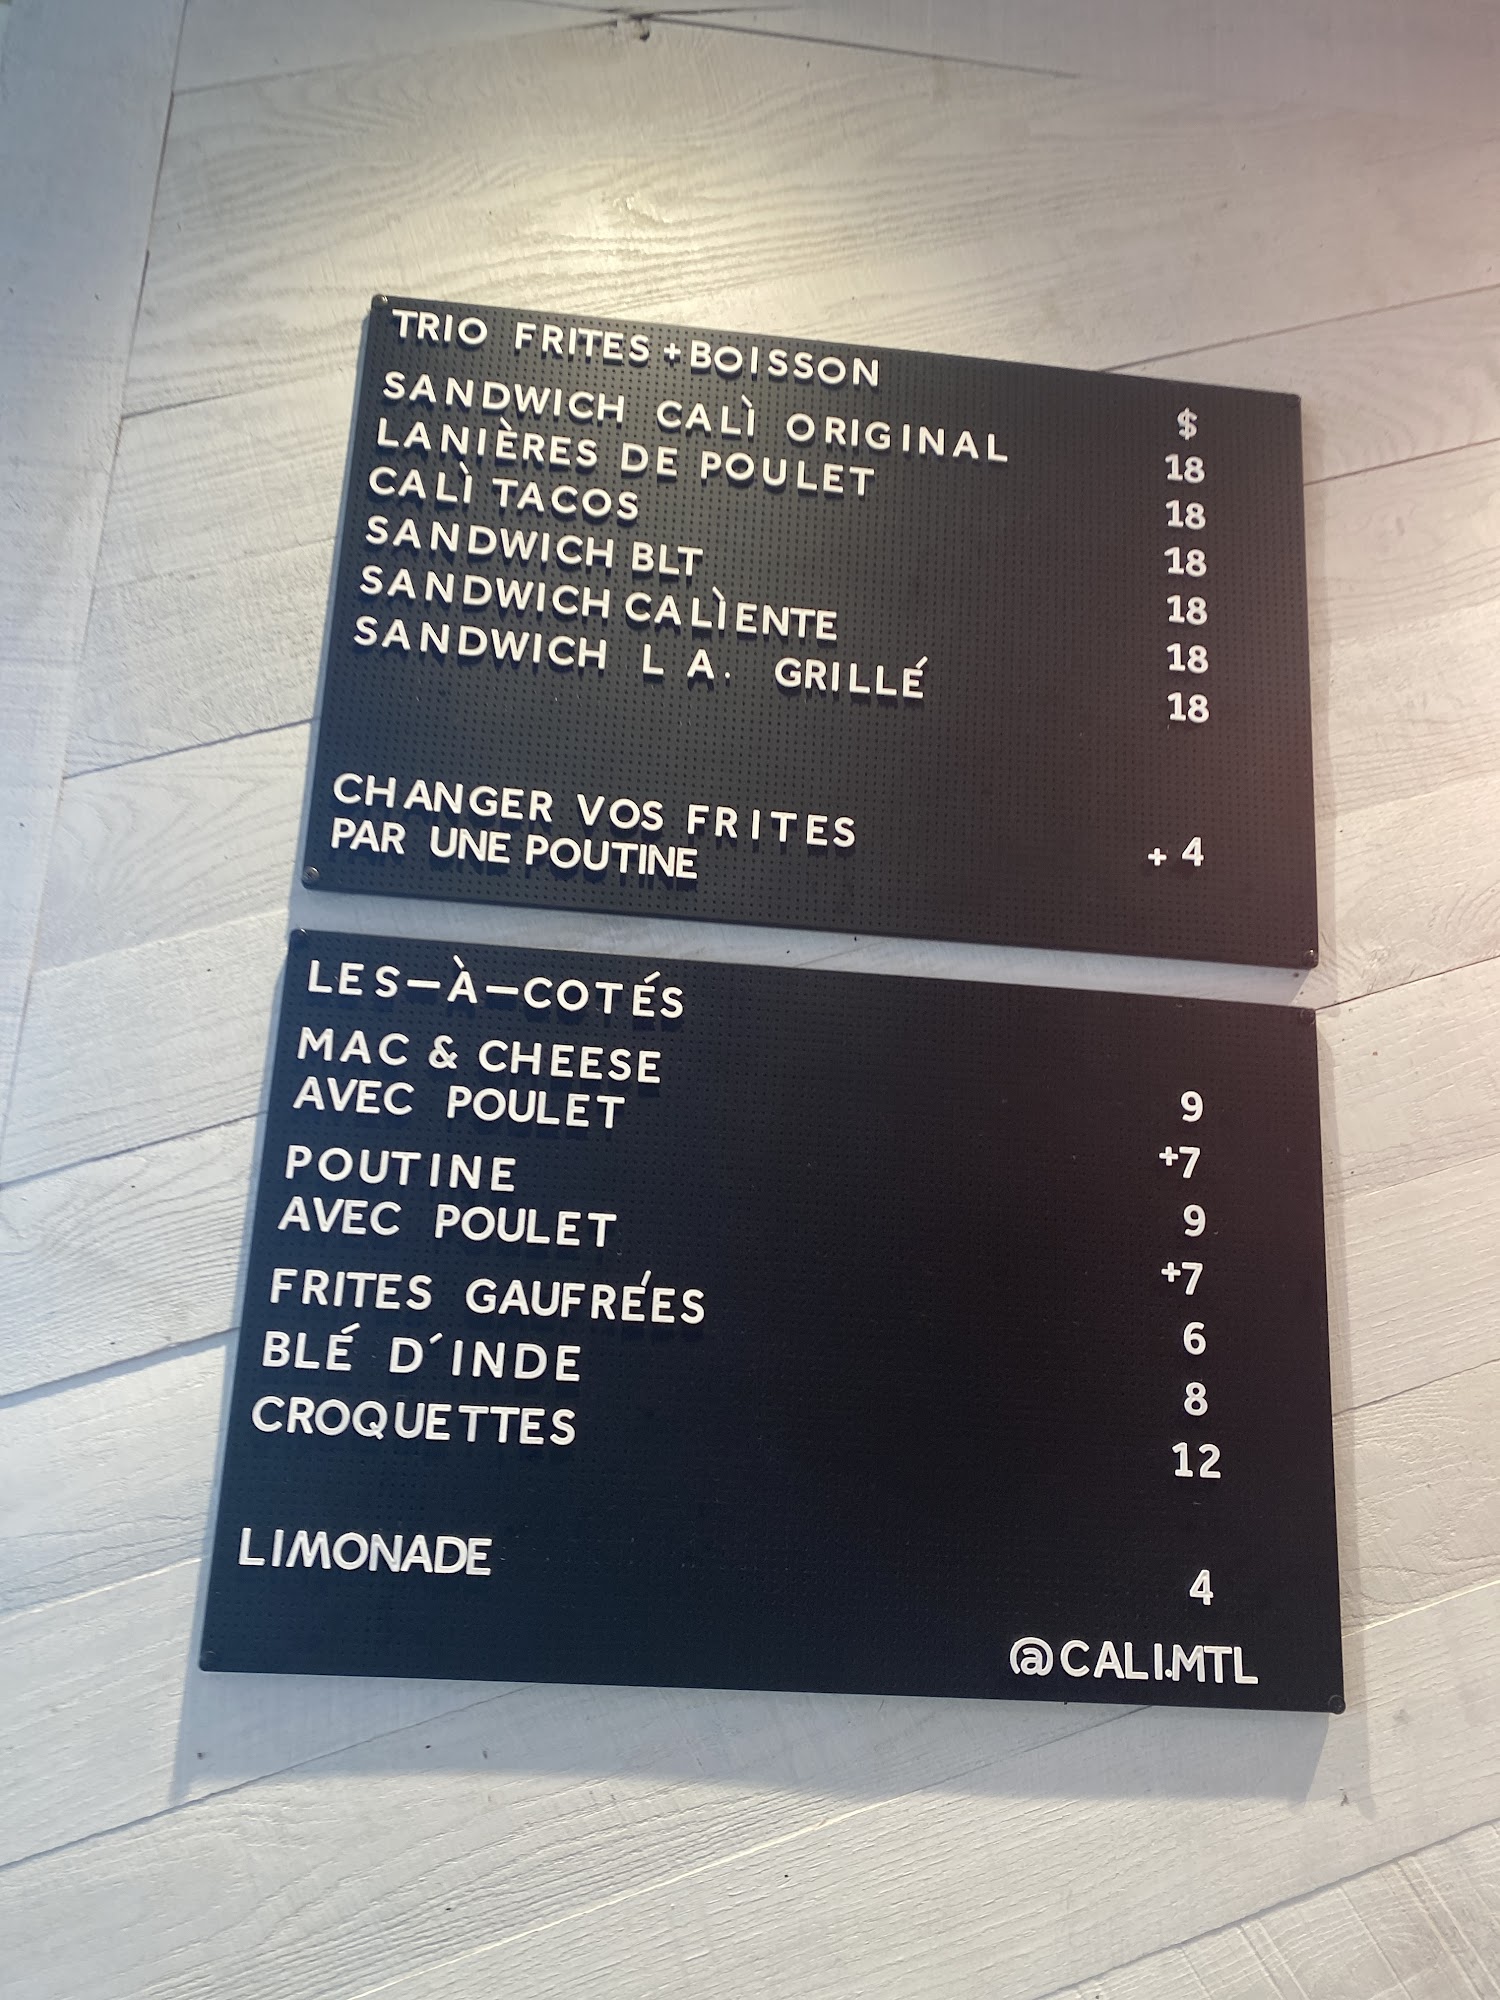 TRIO FRITES + BOISSON $
SANDWICH CALÌ ORIGINAL 18
LANIÈRES DE POULET 18
CALÌ TACOS 18
SANDWICH BLT 18
SANDWICH CALÌENTE 18
SANDWICH L A. GRILLÉ 18
CHANGER VOS FRITES
PAR UNE POUTINE + 4
LES-À-COTÉS
MAC & CHEESE 9
AVEC POULET +7
POUTINE 9
AVEC POULET +7
FRITES GAUFRÉES 6
BLÉ D'INDE 8
CROQUETTES 12
LIMONADE 4
@CALI.MTL